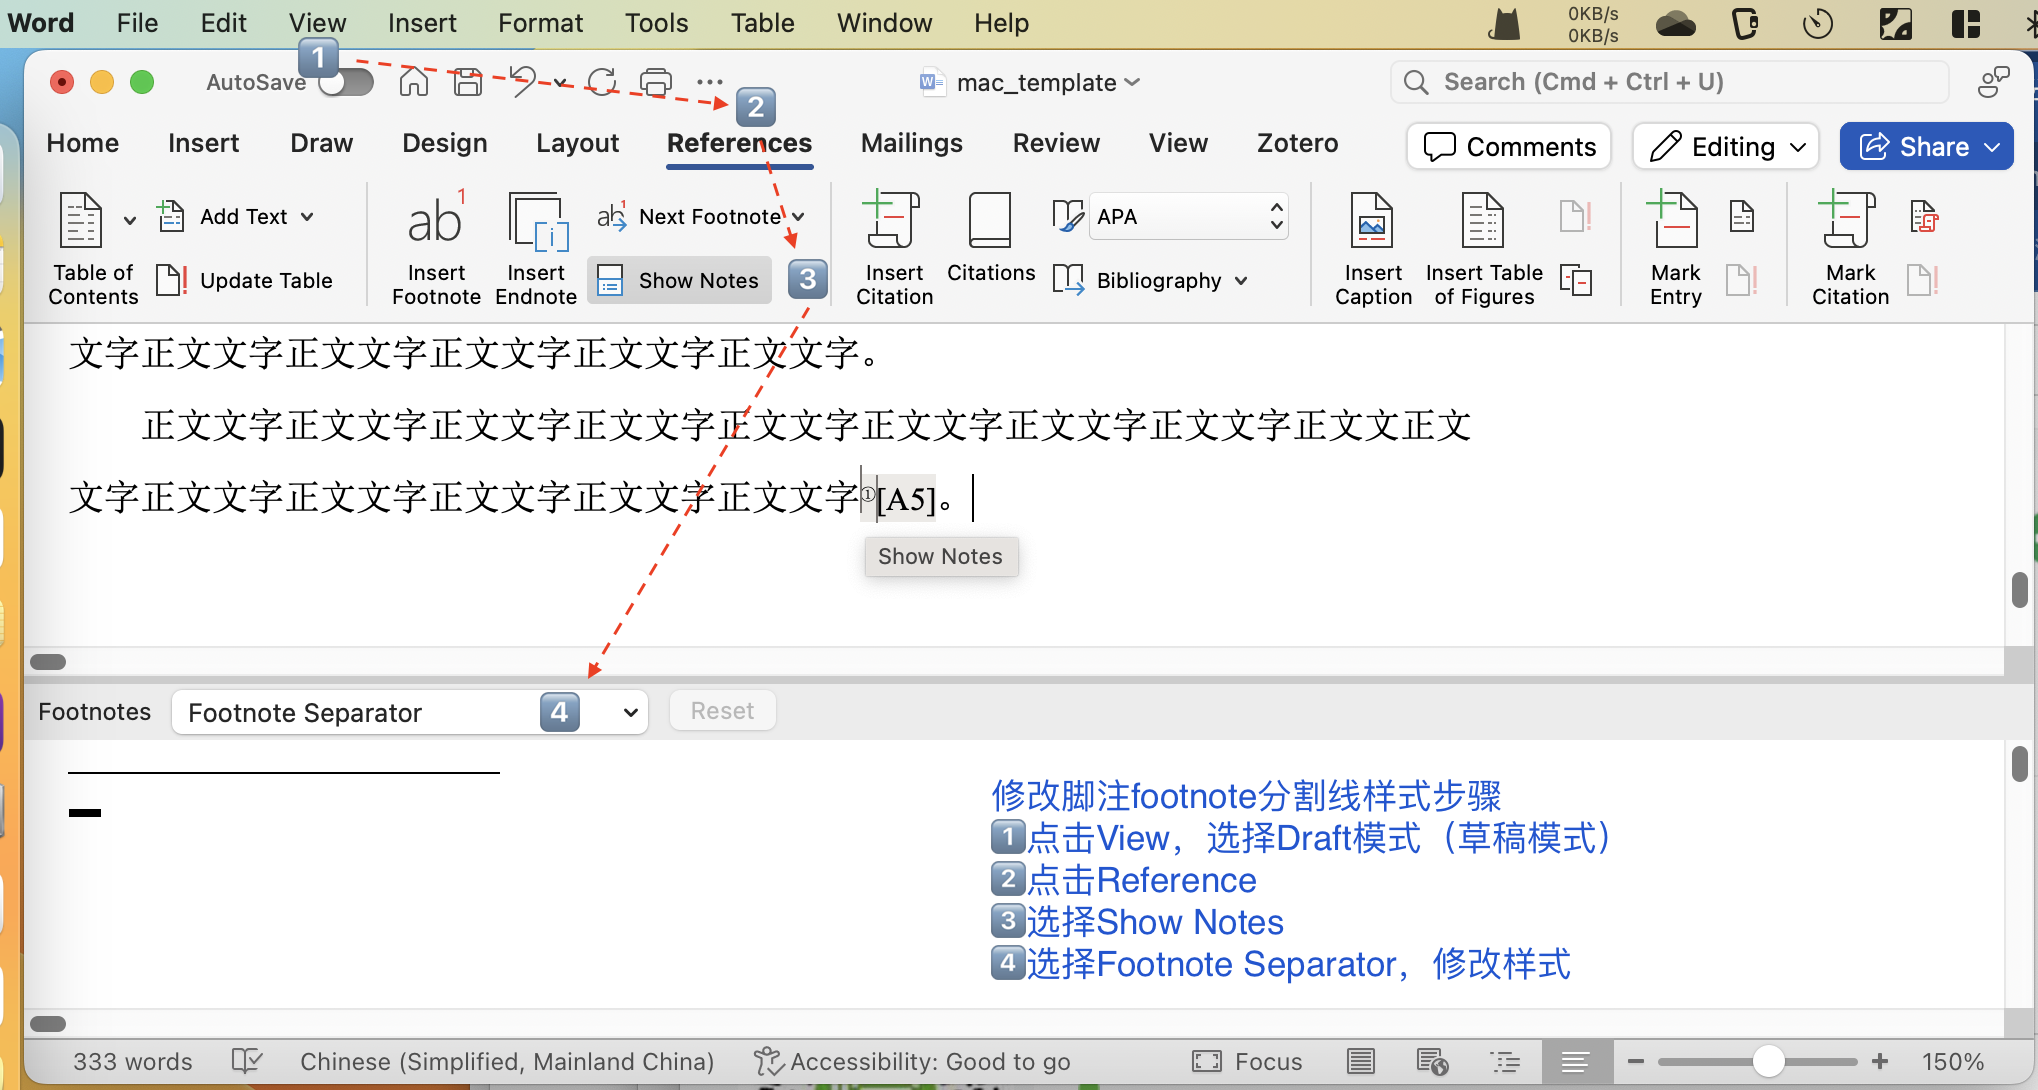 Word File Edit View Insert Format Tools Table Window Help 0KB/s
0KB/s
1
AutoSave mac_template Search (Cmd + Ctrl + U)
2
Home Insert Draw Design Layout References Mailings Review View Zotero Comments Editing Share
Add Text ab 1 Next Footnote APA
Table of Contents Update Table Insert Footnote Insert Endnote Show Notes 3 Insert Citation Citations Bibliography Insert Caption Insert Table of Figures Mark Entry Mark Citation
文字正文文字正文文字正文文字正文文字正文文字。
正文文字正文文字正文文字正文文字正文文字正文文字正文文字正文文字正文文正文
文字正文文字正文文字正文文字正文文字正文文字①[A5]。
Show Notes
Footnotes Footnote Separator 4 Reset
修改脚注footnote分割线样式步骤
1点击View，选择Draft模式（草稿模式）
2点击Reference
3选择Show Notes
4选择Footnote Separator，修改样式
333 words Chinese (Simplified, Mainland China) Accessibility: Good to go Focus 150%